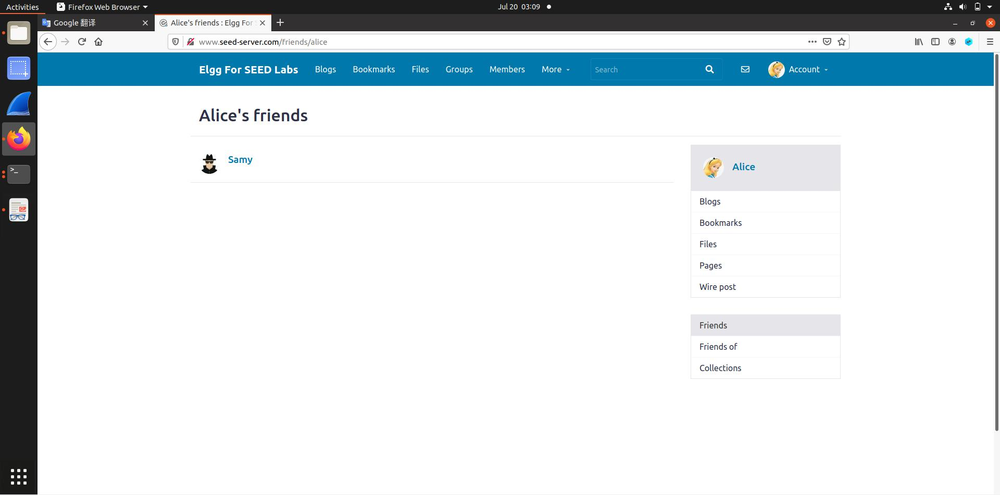 Activities Firefox Web Browser Jul 20 03:09
Google 翻译 Alice's friends : Elgg For
www.seed-server.com/friends/alice
Elgg For SEED Labs Blogs Bookmarks Files Groups Members More Search Account
Alice's friends
Samy
Alice
Blogs
Bookmarks
Files
Pages
Wire post
Friends
Friends of
Collections